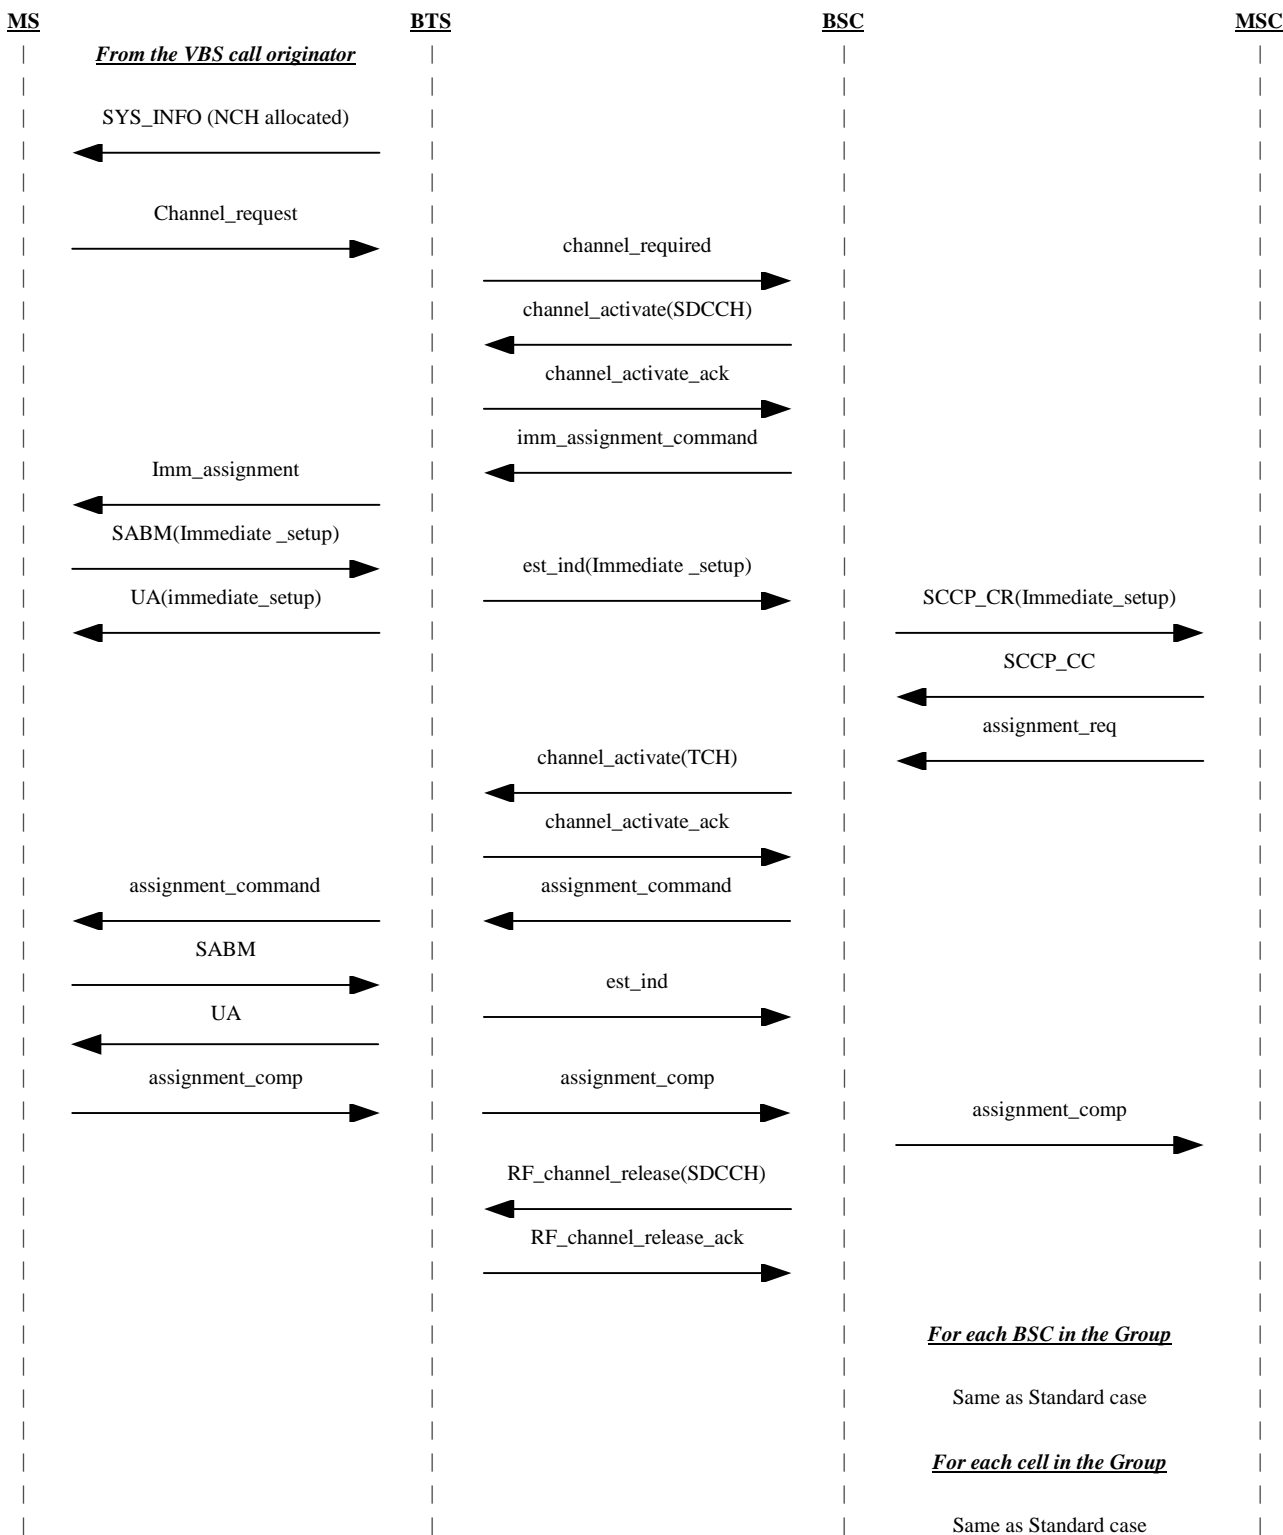 MS BTS BSC MSC
From the VBS call originator
SYS_INFO (NCH allocated)
Channel_request
channel_required
channel_activate(SDCCH)
channel_activate_ack
imm_assignment_command
Imm_assignment
SABM(Immediate _setup)
est_ind(Immediate _setup)
UA(immediate_setup)
SCCP_CR(Immediate_setup)
SCCP_CC
assignment_req
channel_activate(TCH)
channel_activate_ack
assignment_command assignment_command
SABM
est_ind
UA
assignment_comp assignment_comp
assignment_comp
RF_channel_release(SDCCH)
RF_channel_release_ack
For each BSC in the Group
Same as Standard case
For each cell in the Group
Same as Standard case